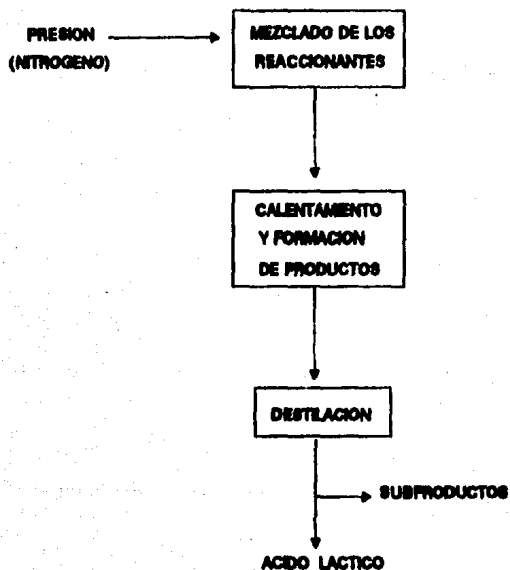 PRESION
(NITROGENO)
MEZCLADO DE LOS
REACCIONANTES
CALENTAMIENTO
Y FORMACION
DE PRODUCTOS
DESTILACION
SUBPRODUCTOS
ACIDO LACTICO